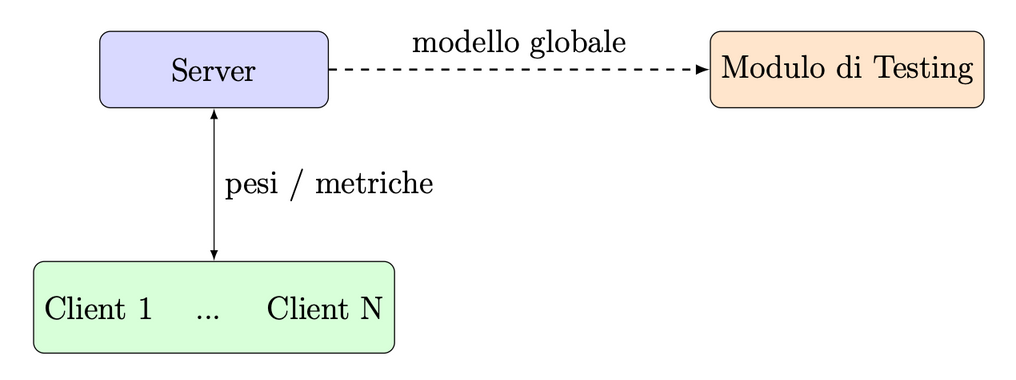 modello globale
Server
Modulo di Testing
pesi / metriche
Client 1 ... Client N